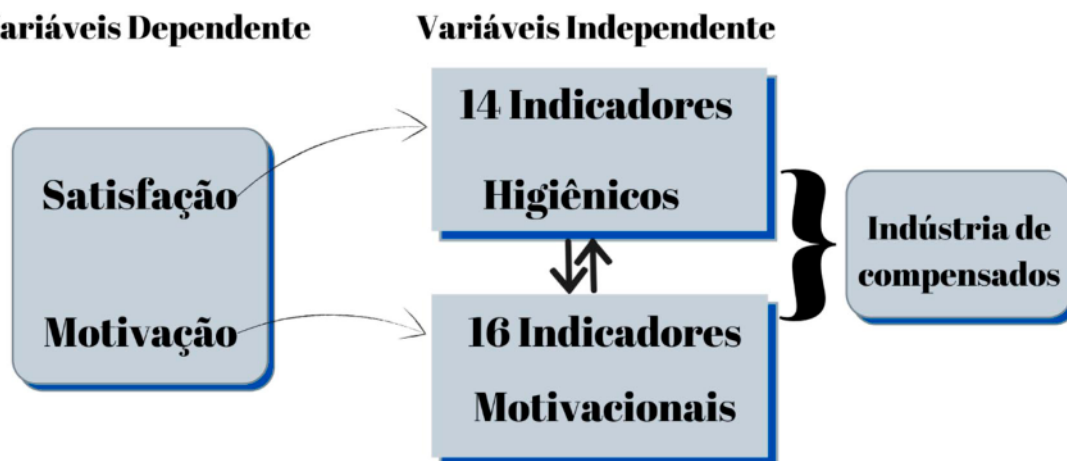 ariáveis Dependente
Variáveis Independente
Satisfação
Motivação
14 Indicadores
Higiênicos
16 Indicadores
Motivacionais
Indústria de
compensados